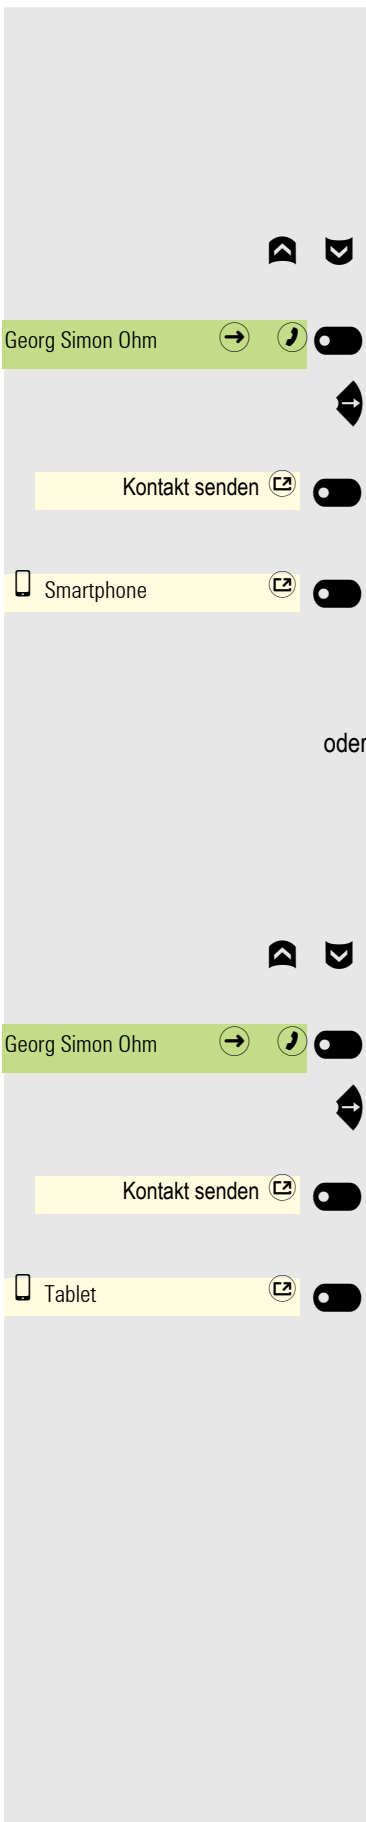 Georg Simon Ohm
Kontakt senden
Smartphone
oder
Georg Simon Ohm
Kontakt senden
Tablet